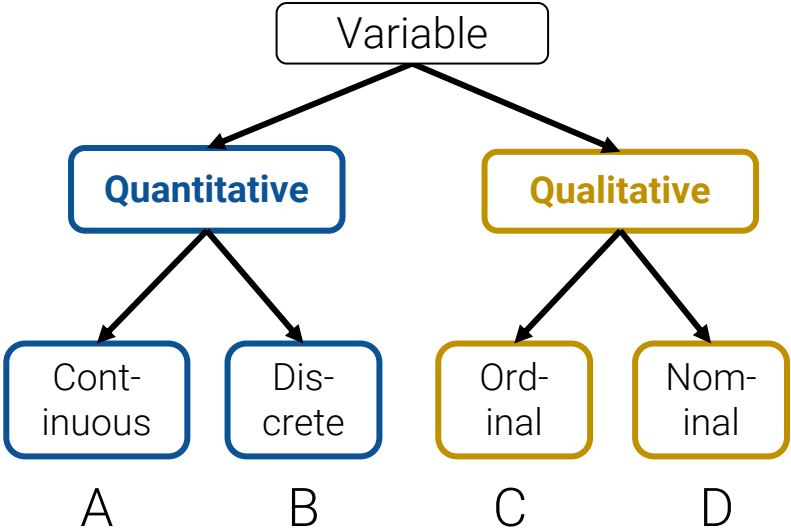 Variable
Quantitative
Qualitative
Cont-
inuous
Dis-
crete
Ord-
inal
Nom-
inal
A
B
C
D